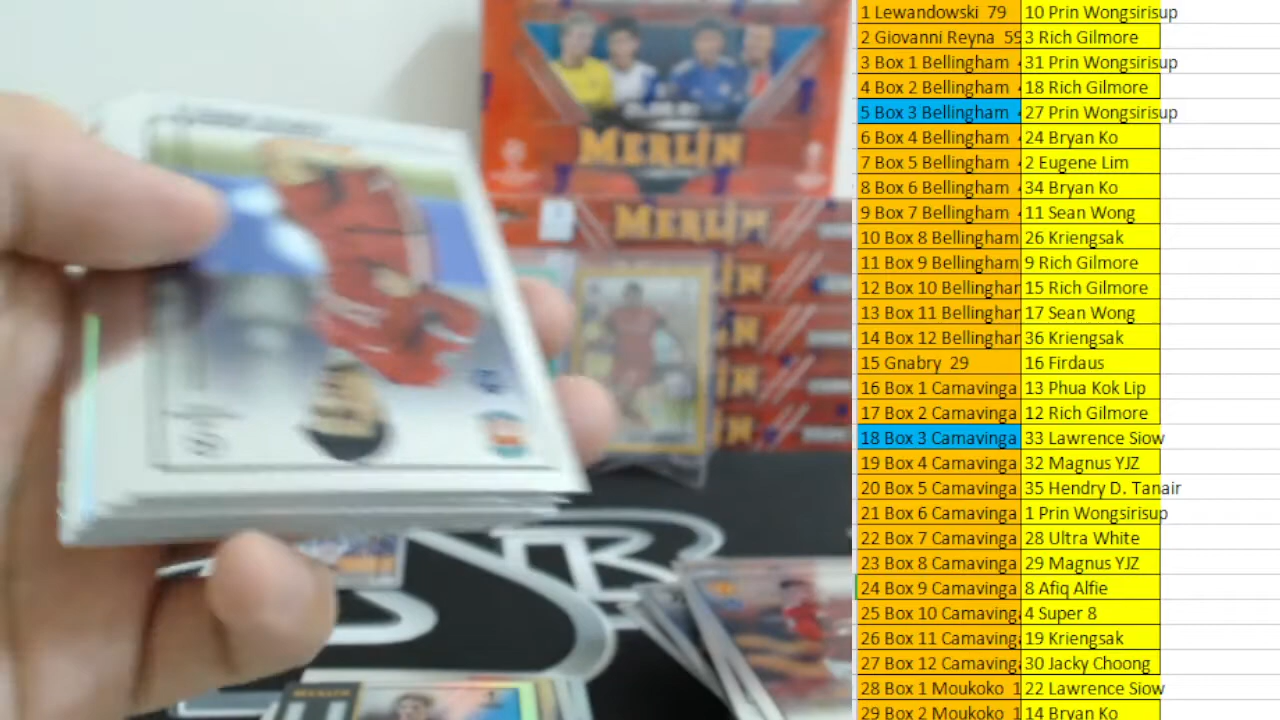 MERLIN
MERLIN
1 Lewandowski 79 10 Prin Wongsirisup
2 Giovanni Reyna 59 3 Rich Gilmore
3 Box 1 Bellingham 31 Prin Wongsirisup
4 Box 2 Bellingham 18 Rich Gilmore
5 Box 3 Bellingham 27 Prin Wongsirisup
6 Box 4 Bellingham 24 Bryan Ko
7 Box 5 Bellingham 2 Eugene Lim
8 Box 6 Bellingham 34 Bryan Ko
9 Box 7 Bellingham 11 Sean Wong
10 Box 8 Bellingham 26 Kriengsak
11 Box 9 Bellingham 9 Rich Gilmore
12 Box 10 Bellinghar 15 Rich Gilmore
13 Box 11 Bellinghar 17 Sean Wong
14 Box 12 Bellinghar 36 Kriengsak
15 Gnabry 29 16 Firdaus
16 Box 1 Camavinga 13 Phua Kok Lip
17 Box 2 Camavinga 12 Rich Gilmore
18 Box 3 Camavinga 33 Lawrence Siow
19 Box 4 Camavinga 32 Magnus YJZ
20 Box 5 Camavinga 35 Hendry D. Tanair
21 Box 6 Camavinga 1 Prin Wongsirisup
22 Box 7 Camavinga 28 Ultra White
23 Box 8 Camavinga 29 Magnus YJZ
24 Box 9 Camavinga 8 Afiq Alfie
25 Box 10 Camaving 4 Super 8
26 Box 11 Camaving 19 Kriengsak
27 Box 12 Camaving 30 Jacky Choong
28 Box 1 Moukoko 1 22 Lawrence Siow
29 Box 2 Moukoko 1 14 Bryan Ko
MERLIN